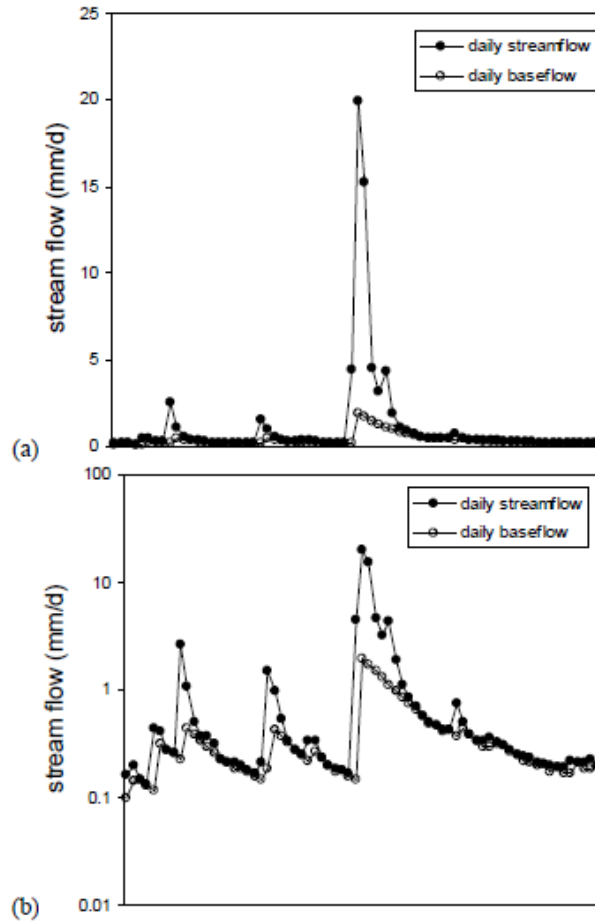 25
daily streamflow
daily baseflow
20
15
10
5
0
stream flow (mm/d)
(a)
100
daily streamflow
daily baseflow
10
1
0.1
0.01
stream flow (mm/d)
(b)